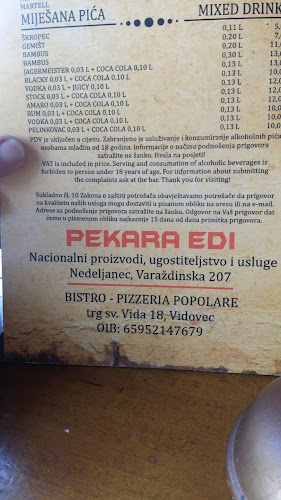 MARTELL
MIJEŠANA PIĆA
MIXED DRINK
ŠKROPEC 0,11 L
GEMIŠT 0,20 L
BAMBUS 0,20 L
BAMBUS 0,30 L
JAGERMEISTER 0,03 L + COCA COLA 0,10 L 0,13 L
BLACKY 0,03 L + COCA COLA 0,10 L 0,13 L
VODKA 0,03 L + JUICY 0,10 L 0,13 L
STOCK 0,03 L + COCA COLA 0,10 L 0,13 L
AMARO 0,03 L + COCA COLA 0,10 L 0,13 L
RUM 0,03 L + COCA COLA 0,10 L 0,13 L
VODKA 0,03 L + COCA COLA 0,10 L 0,13 L
PELINKOVAC 0,03 L + COCA COLA 0,10 L 0,13 L
PDV je uključen u cijenu. Zahranjeno je usluživanje i konzumiranje alkoholnih pića
osobama mlađim od 18 godina. Informacije o načinu podnošenja prigovora
zatražite na šanku. Hvala na posjeti!
VAT is included in price. Serving and consumation of alcoholic beverages is
forbiden to person under 18 years of age. For information about submitting
the complaints ask at the bar. Thank you for visiting!
Sukladno čl. 10 Zakona o zaštiti potrošača obavještavamo potrošače da prigovor
na kvalitetu naših usluga mogu dostaviti u pisanom obliku na aresu ili na e-mail.
Adrese za podnošenje prigovora zatražite na šanku. Odgovor na Vaš prigovor dat
ćemo u pismenom obliku najkasnije 15 dana od dana primitka prigovora.
PEKARA EDI
Nacionalni proizvodi, ugostiteljstvo i usluge
Nedeljanec, Varaždinska 207
BISTRO - PIZZERIA POPOLARE
trg sv. Vida 18, Vidovec
OIB: 65952147679